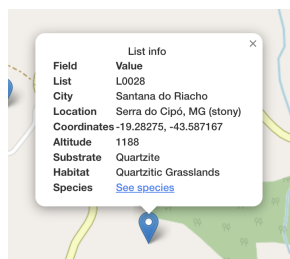 ×
List info
Field Value
List L0028
City Santana do Riacho
Location Serra do Cipó, MG (stony)
Coordinates -19.28275, -43.587167
Altitude 1188
Substrate Quartzite
Habitat Quartzitic Grasslands
Species See species